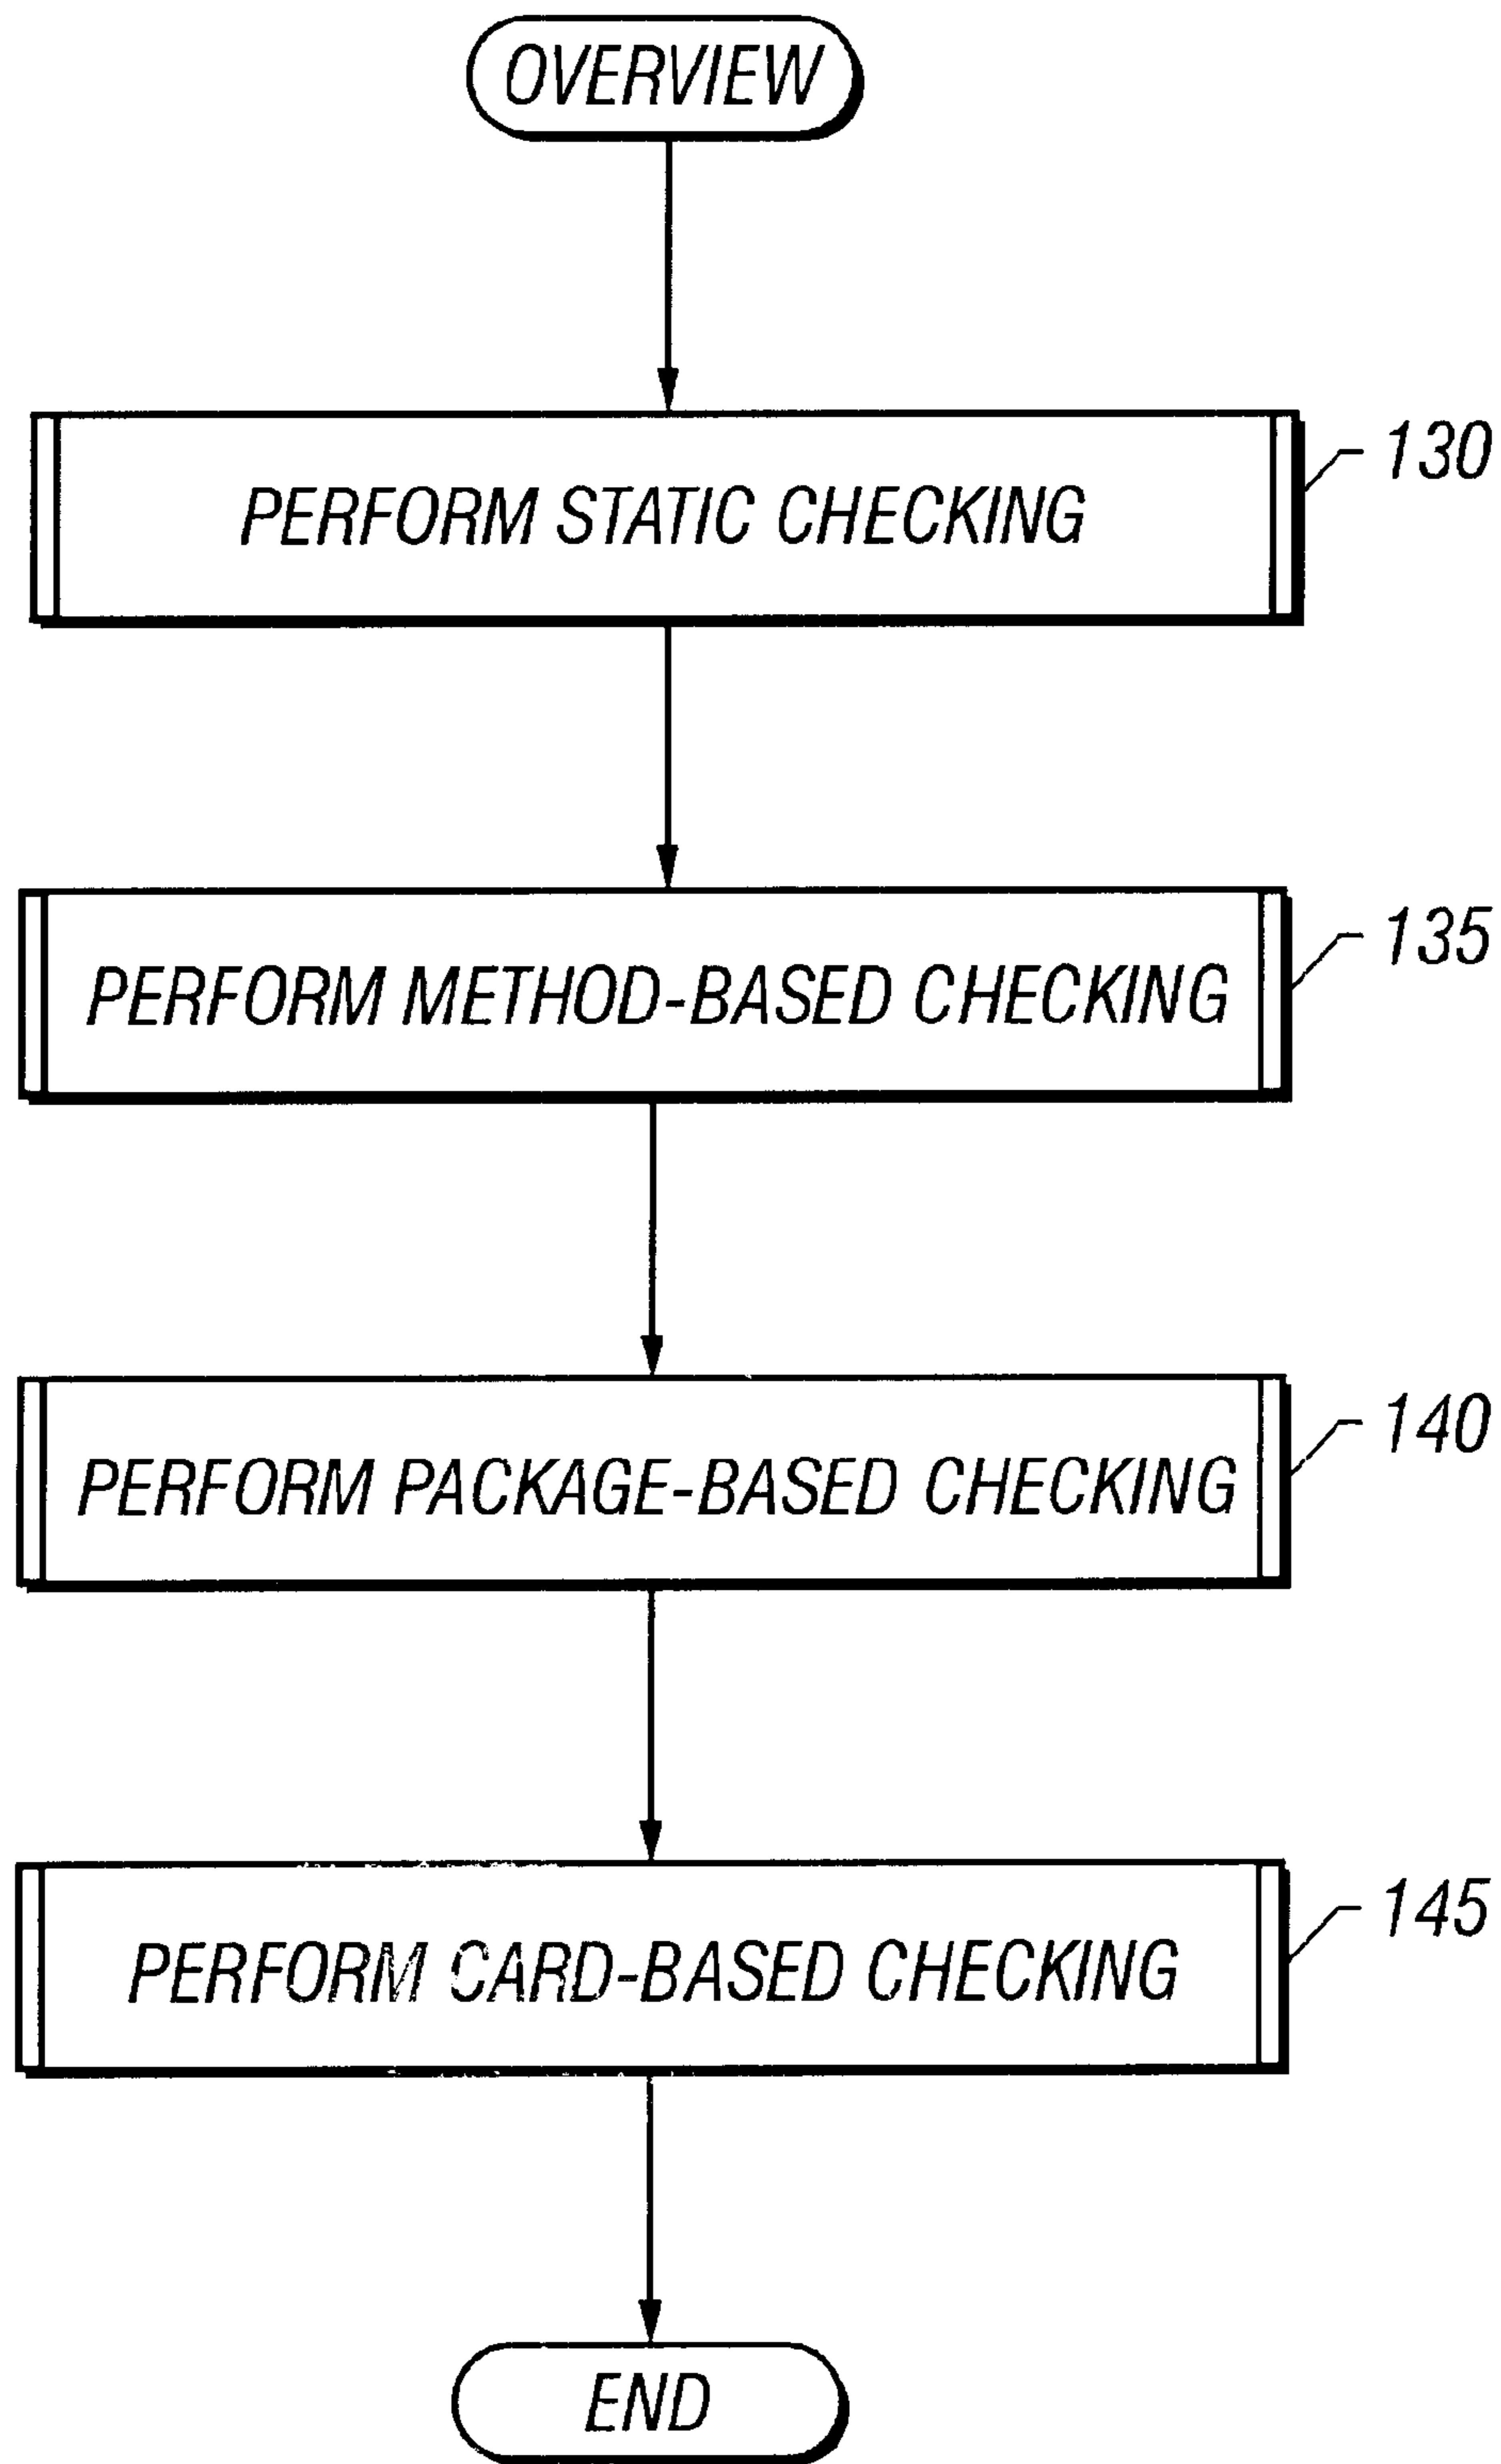 OVERVIEW
PERFORM STATIC CHECKING
130
PERFORM METHOD-BASED CHECKING
135
PERFORM PACKAGE-BASED CHECKING
140
PERFORM CARD-BASED CHECKING
145
END